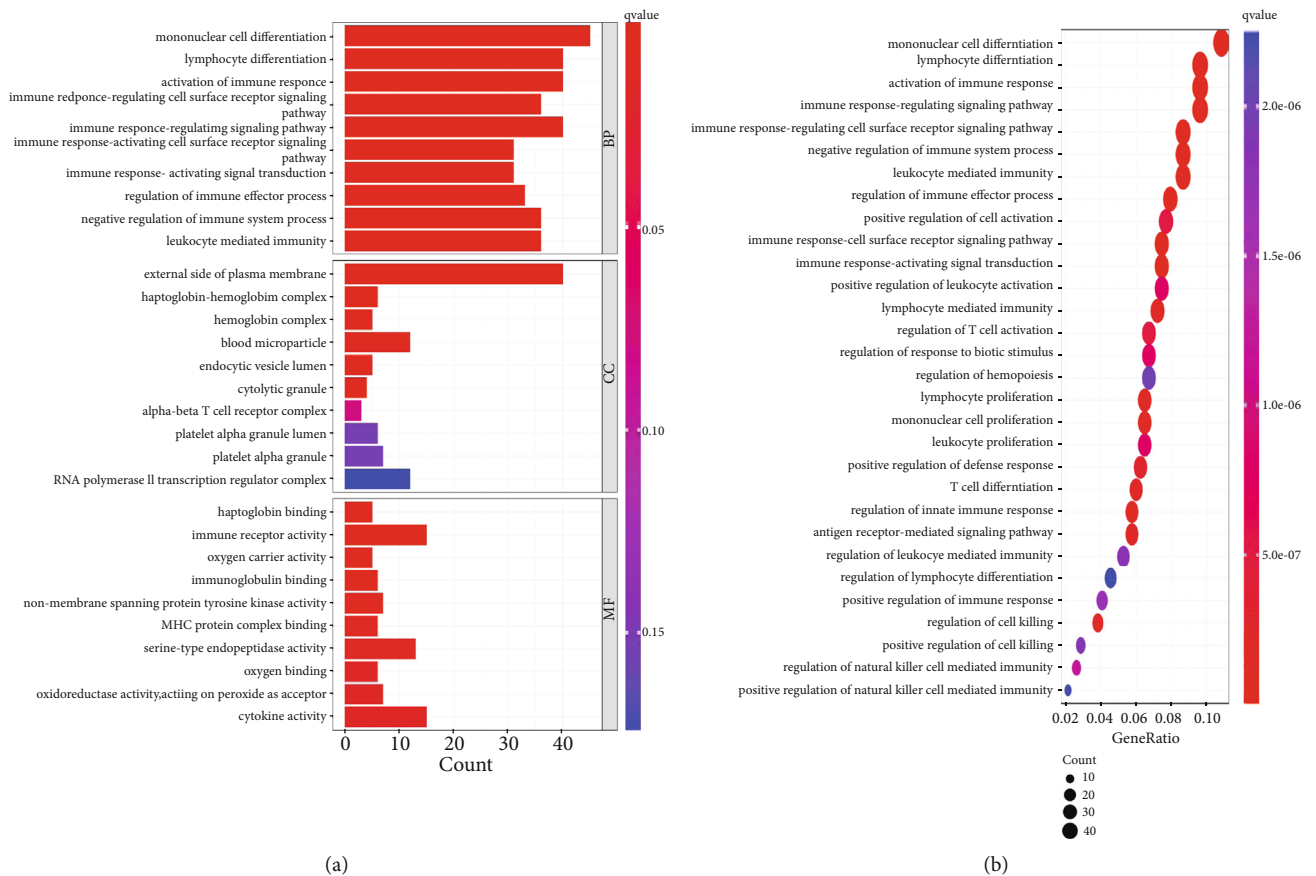 qvalue
mononuclear cell differentiation
lymphocyte differentiation
activation of immune responce
immune redponce-regulating cell surface receptor signaling
pathway
immune responce-regulatimg signaling pathway
immune response-activating cell surface receptor signaling
pathway
immune response- activating signal transduction
regulation of immune effector process
negative regulation of immune system process
leukocyte mediated immunity
BP
external side of plasma membrane
haptoglobin-hemoglobim complex
hemoglobin complex
blood microparticle
endocytic vesicle lumen
cytolytic granule
alpha-beta T cell receptor complex
platelet alpha granule lumen
platelet alpha granule
RNA polymerase ll transcription regulator complex
CC
haptoglobin binding
immune receptor activity
oxygen carrier activity
immunoglobulin binding
non-membrane spanning protein tyrosine kinase activity
MHC protein complex binding
serine-type endopeptidase activity
oxygen binding
oxidoreductase activity,actiing on peroxide as acceptor
cytokine activity
MF
0 10 20 30 40
Count
0.05
0.10
0.15
(a)
qvalue
mononuclear cell differntiation
lymphocyte differntiation
activation of immune response
immune response-regulating signaling pathway
immune response-regulating cell surface receptor signaling pathway
negative regulation of immune system process
leukocyte mediated immunity
regulation of immune effector process
positive regulation of cell activation
immune response-cell surface receptor signaling pathway
immune response-activating signal transduction
positive regulation of leukocyte activation
lymphocyte mediated immunity
regulation of T cell activation
regulation of response to biotic stimulus
regulation of hemopoiesis
lymphocyte proliferation
mononuclear cell proliferation
leukocyte proliferation
positive regulation of defense response
T cell differntiation
regulation of innate immune response
antigen receptor-mediated signaling pathway
regulation of leukocye mediated immunity
regulation of lymphocyte differentiation
positive regulation of immune response
regulation of cell killing
positive regulation of cell killing
regulation of natural killer cell mediated immunity
positive regulation of natural killer cell mediated immunity
0.02 0.04 0.06 0.08 0.10
GeneRatio
2.0e-06
1.5e-06
1.0e-06
5.0e-07
Count
10
20
30
40
(b)